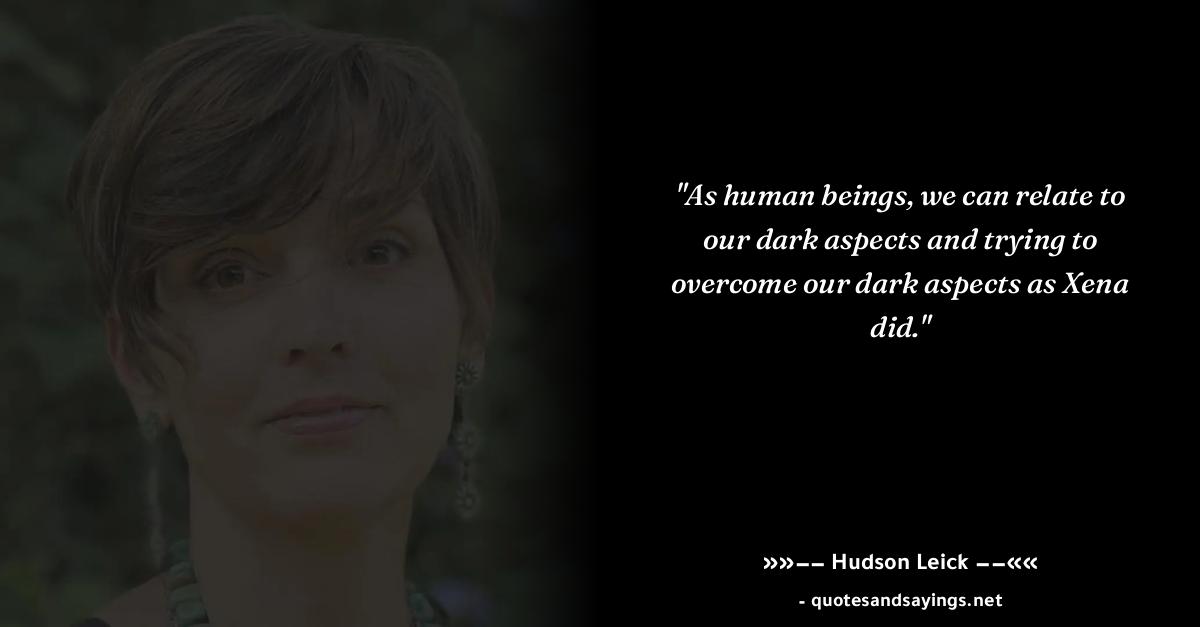 "As human beings, we can relate to
our dark aspects and trying to
overcome our dark aspects as Xena
did."
»»−− Hudson Leick −−««
- quotesandsayings.net